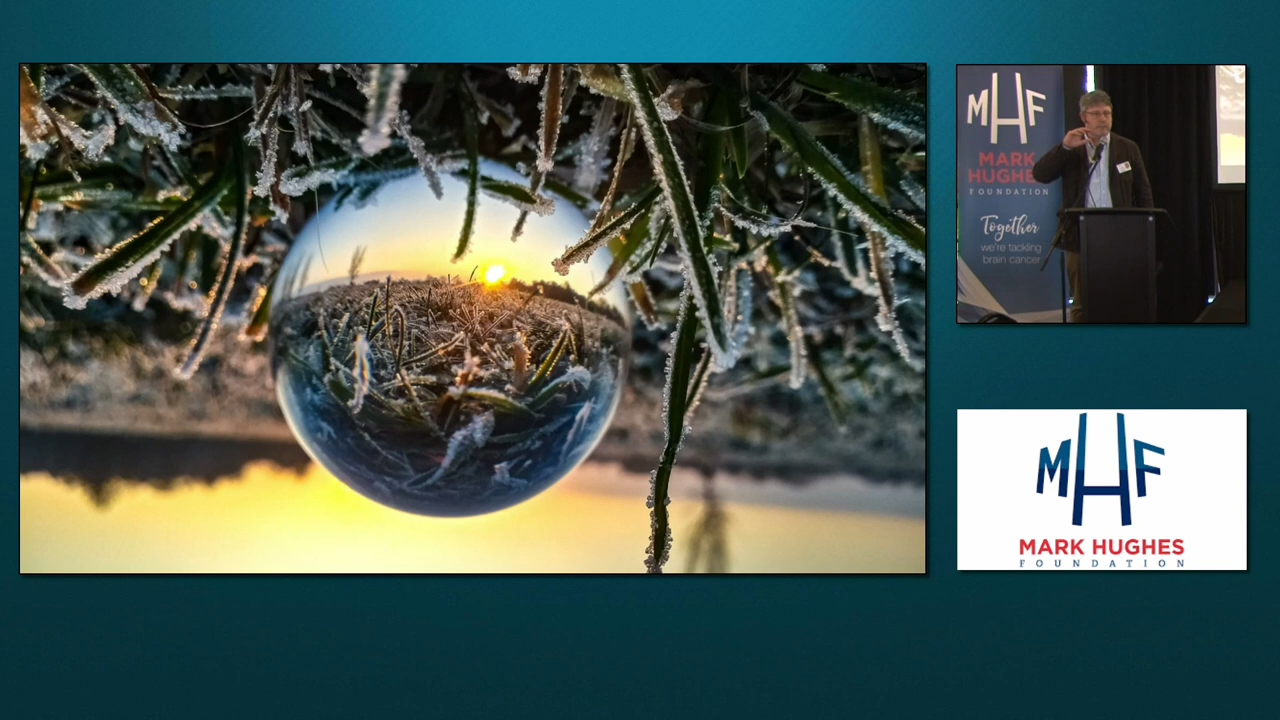 MHF
MARK
HUGHES
FOUNDATION
Together
we're tackling
brain cancer
MHF
MARK HUGHES
FOUNDATION